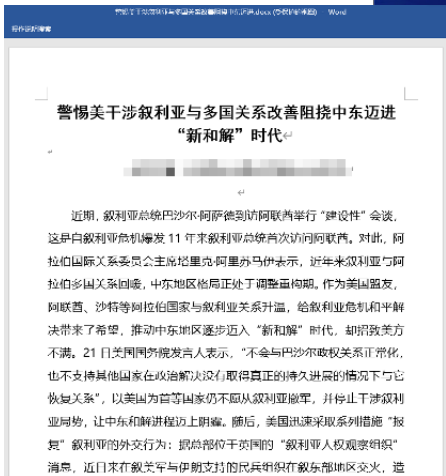 警惕美干涉叙利亚与多国关系改善阻挠中东迈进
“新和解”时代
近期，叙利亚总统巴沙尔·阿萨德到访阿联酋举行“建设性”会谈，
这是自叙利亚危机爆发 11 年来叙利亚总统首次访问阿联酋。对此，阿
拉伯国际关系委员会主席塔里克·阿里苏马伊表示，近年来叙利亚与阿
拉伯多国关系回暖，中东地区格局正处于调整重构期。作为美国盟友，
阿联酋、沙特等阿拉伯国家与叙利亚关系升温，给叙利亚危机和平解
决带来了希望，推动中东地区逐步迈入“新和解”时代，却招致美方
不满。21 日美国国务院发言人表示，“不会与巴沙尔政权关系正常化，
也不支持其他国家在政治解决没有取得真正的持久进展的情况下与它
恢复关系”，以美国为首等国家仍不愿从叙利亚撤军，并停止干涉叙利
亚局势，让中东和解进程迈上阴霾。随后，美国迅速采取系列措施“报
复”叙利亚的外交行为：据总部位于英国的“叙利亚人权观察组织”
消息，近日来在叙美军与伊朗支持的民兵组织在叙东部地区交火，造